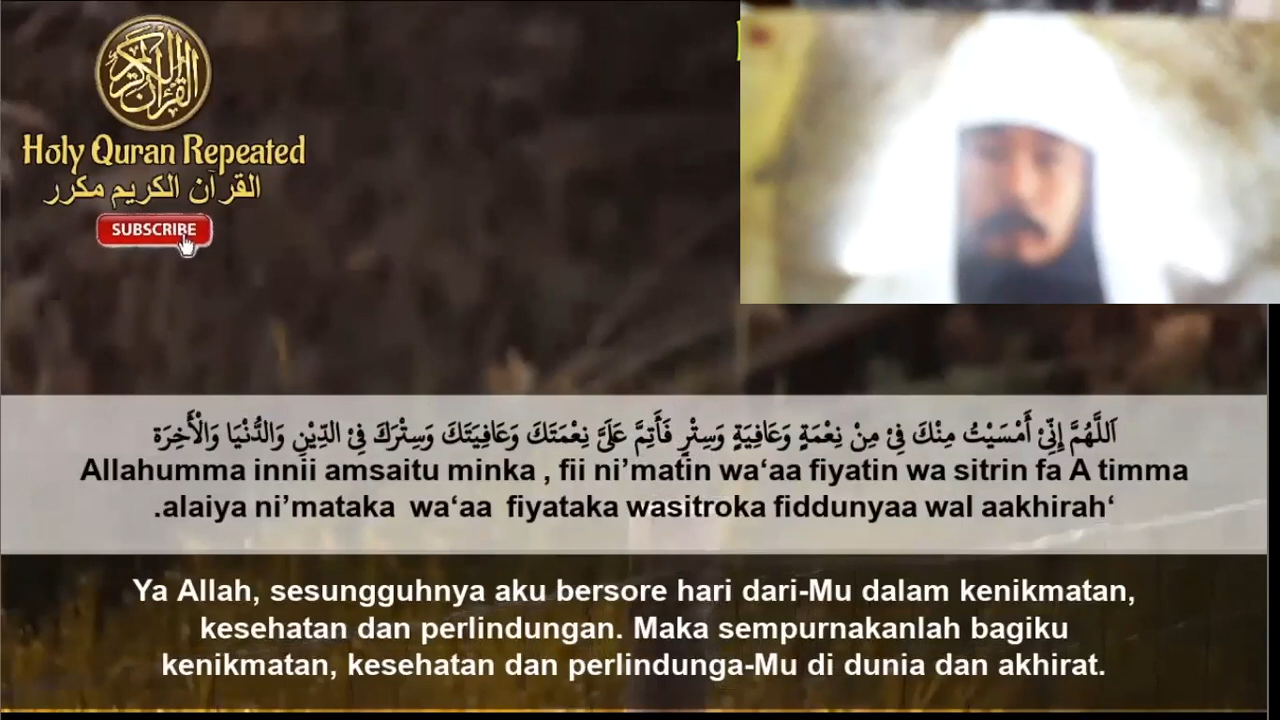 Holy Quran Repeated
القرآن الكريم مكرر
SUBSCRIBE
اَللَّهُمَّ إِنِّيْ أَمْسَيْتُ مِنْكَ فِيْ مِنْ نِعْمَةٍ وَعَافِيَةٍ وَسِتْرٍ فَأَتِمَّ عَلَيَّ نِعْمَتَكَ وَعَافِيَتَكَ وَسِتْرَكَ فِيْ الدِّيْنِ وَالدُّنْيَا وَالْأَخِرَة
Allahumma innii amsaitu minka , fii ni’matin wa‘aa fiyatin wa sitrin fa A timma
.alaiya ni’mataka wa‘aa fiyataka wasitroka fiddunyaa wal aakhirah‘
Ya Allah, sesungguhnya aku bersore hari dari-Mu dalam kenikmatan,
kesehatan dan perlindungan. Maka sempurnakanlah bagiku
kenikmatan, kesehatan dan perlindunga-Mu di dunia dan akhirat.